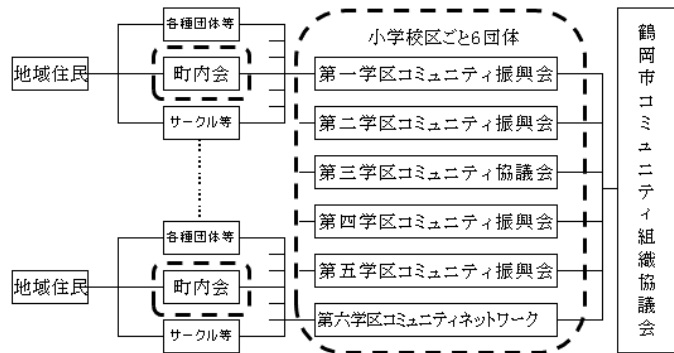 各種団体等
小学校区ごと6団体
地域住民
町内会
第一学区コミュニティ振興会
サークル等
第二学区コミュニティ振興会
第三学区コミュニティ協議会
第四学区コミュニティ振興会
各種団体等
地域住民
町内会
第五学区コミュニティ振興会
サークル等
第六学区コミュニティネットワーク
鶴岡市コミュニティ組織協議会